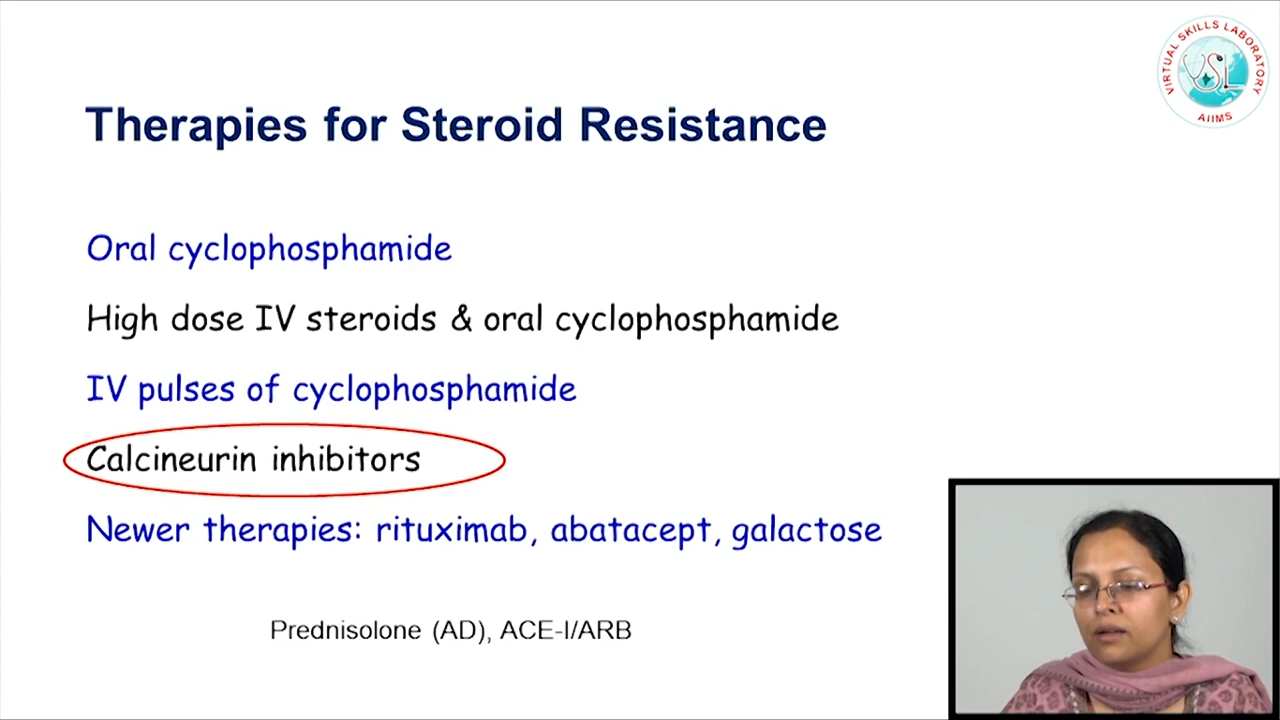 VIRTUAL SKILLS LABORATORY
VSL
AIIMS
Therapies for Steroid Resistance
Oral cyclophosphamide
High dose IV steroids & oral cyclophosphamide
IV pulses of cyclophosphamide
Calcineurin inhibitors
Newer therapies: rituximab, abatacept, galactose
Prednisolone (AD), ACE-I/ARB